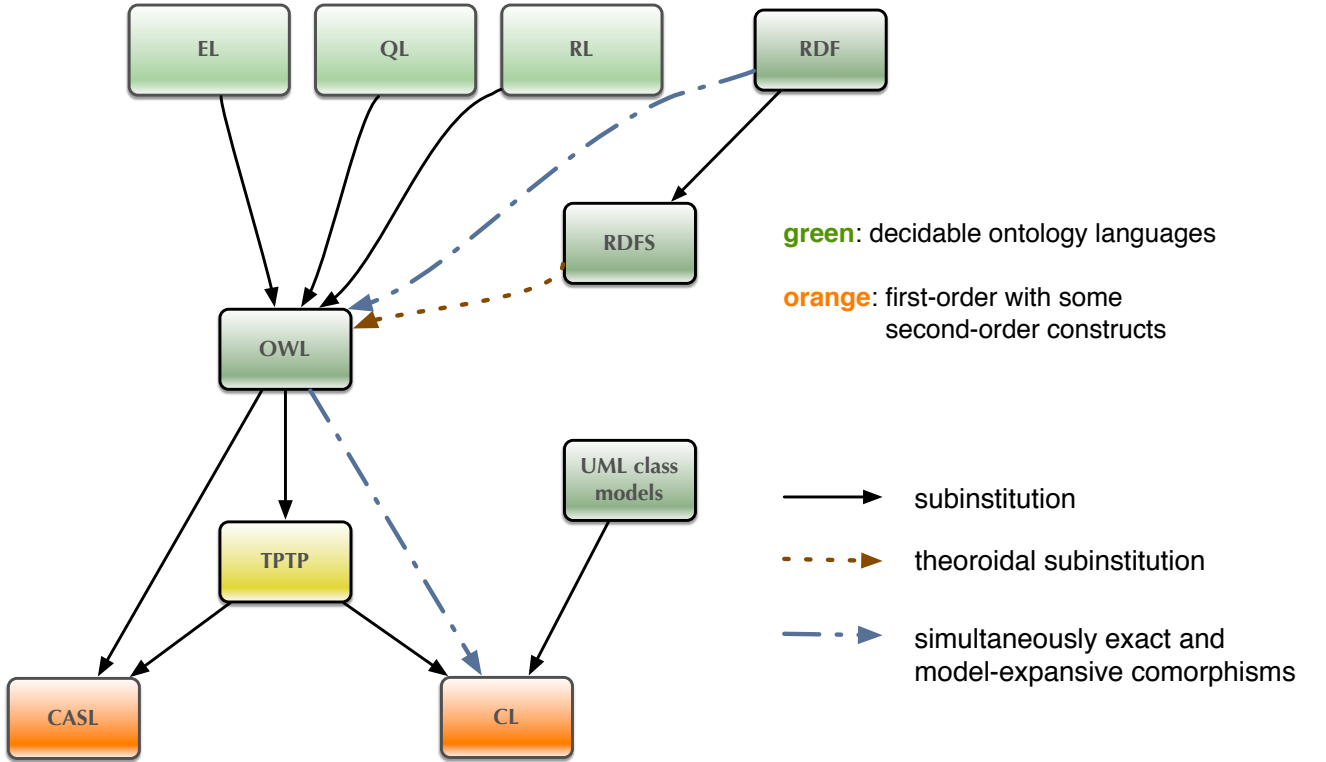 EL
QL
RL
RDF
RDFS
green: decidable ontology languages
orange: first-order with some
second-order constructs
OWL
UML class
models
subinstitution
TPTP
theoroidal subinstitution
simultaneously exact and
model-expansive comorphisms
CASL
CL